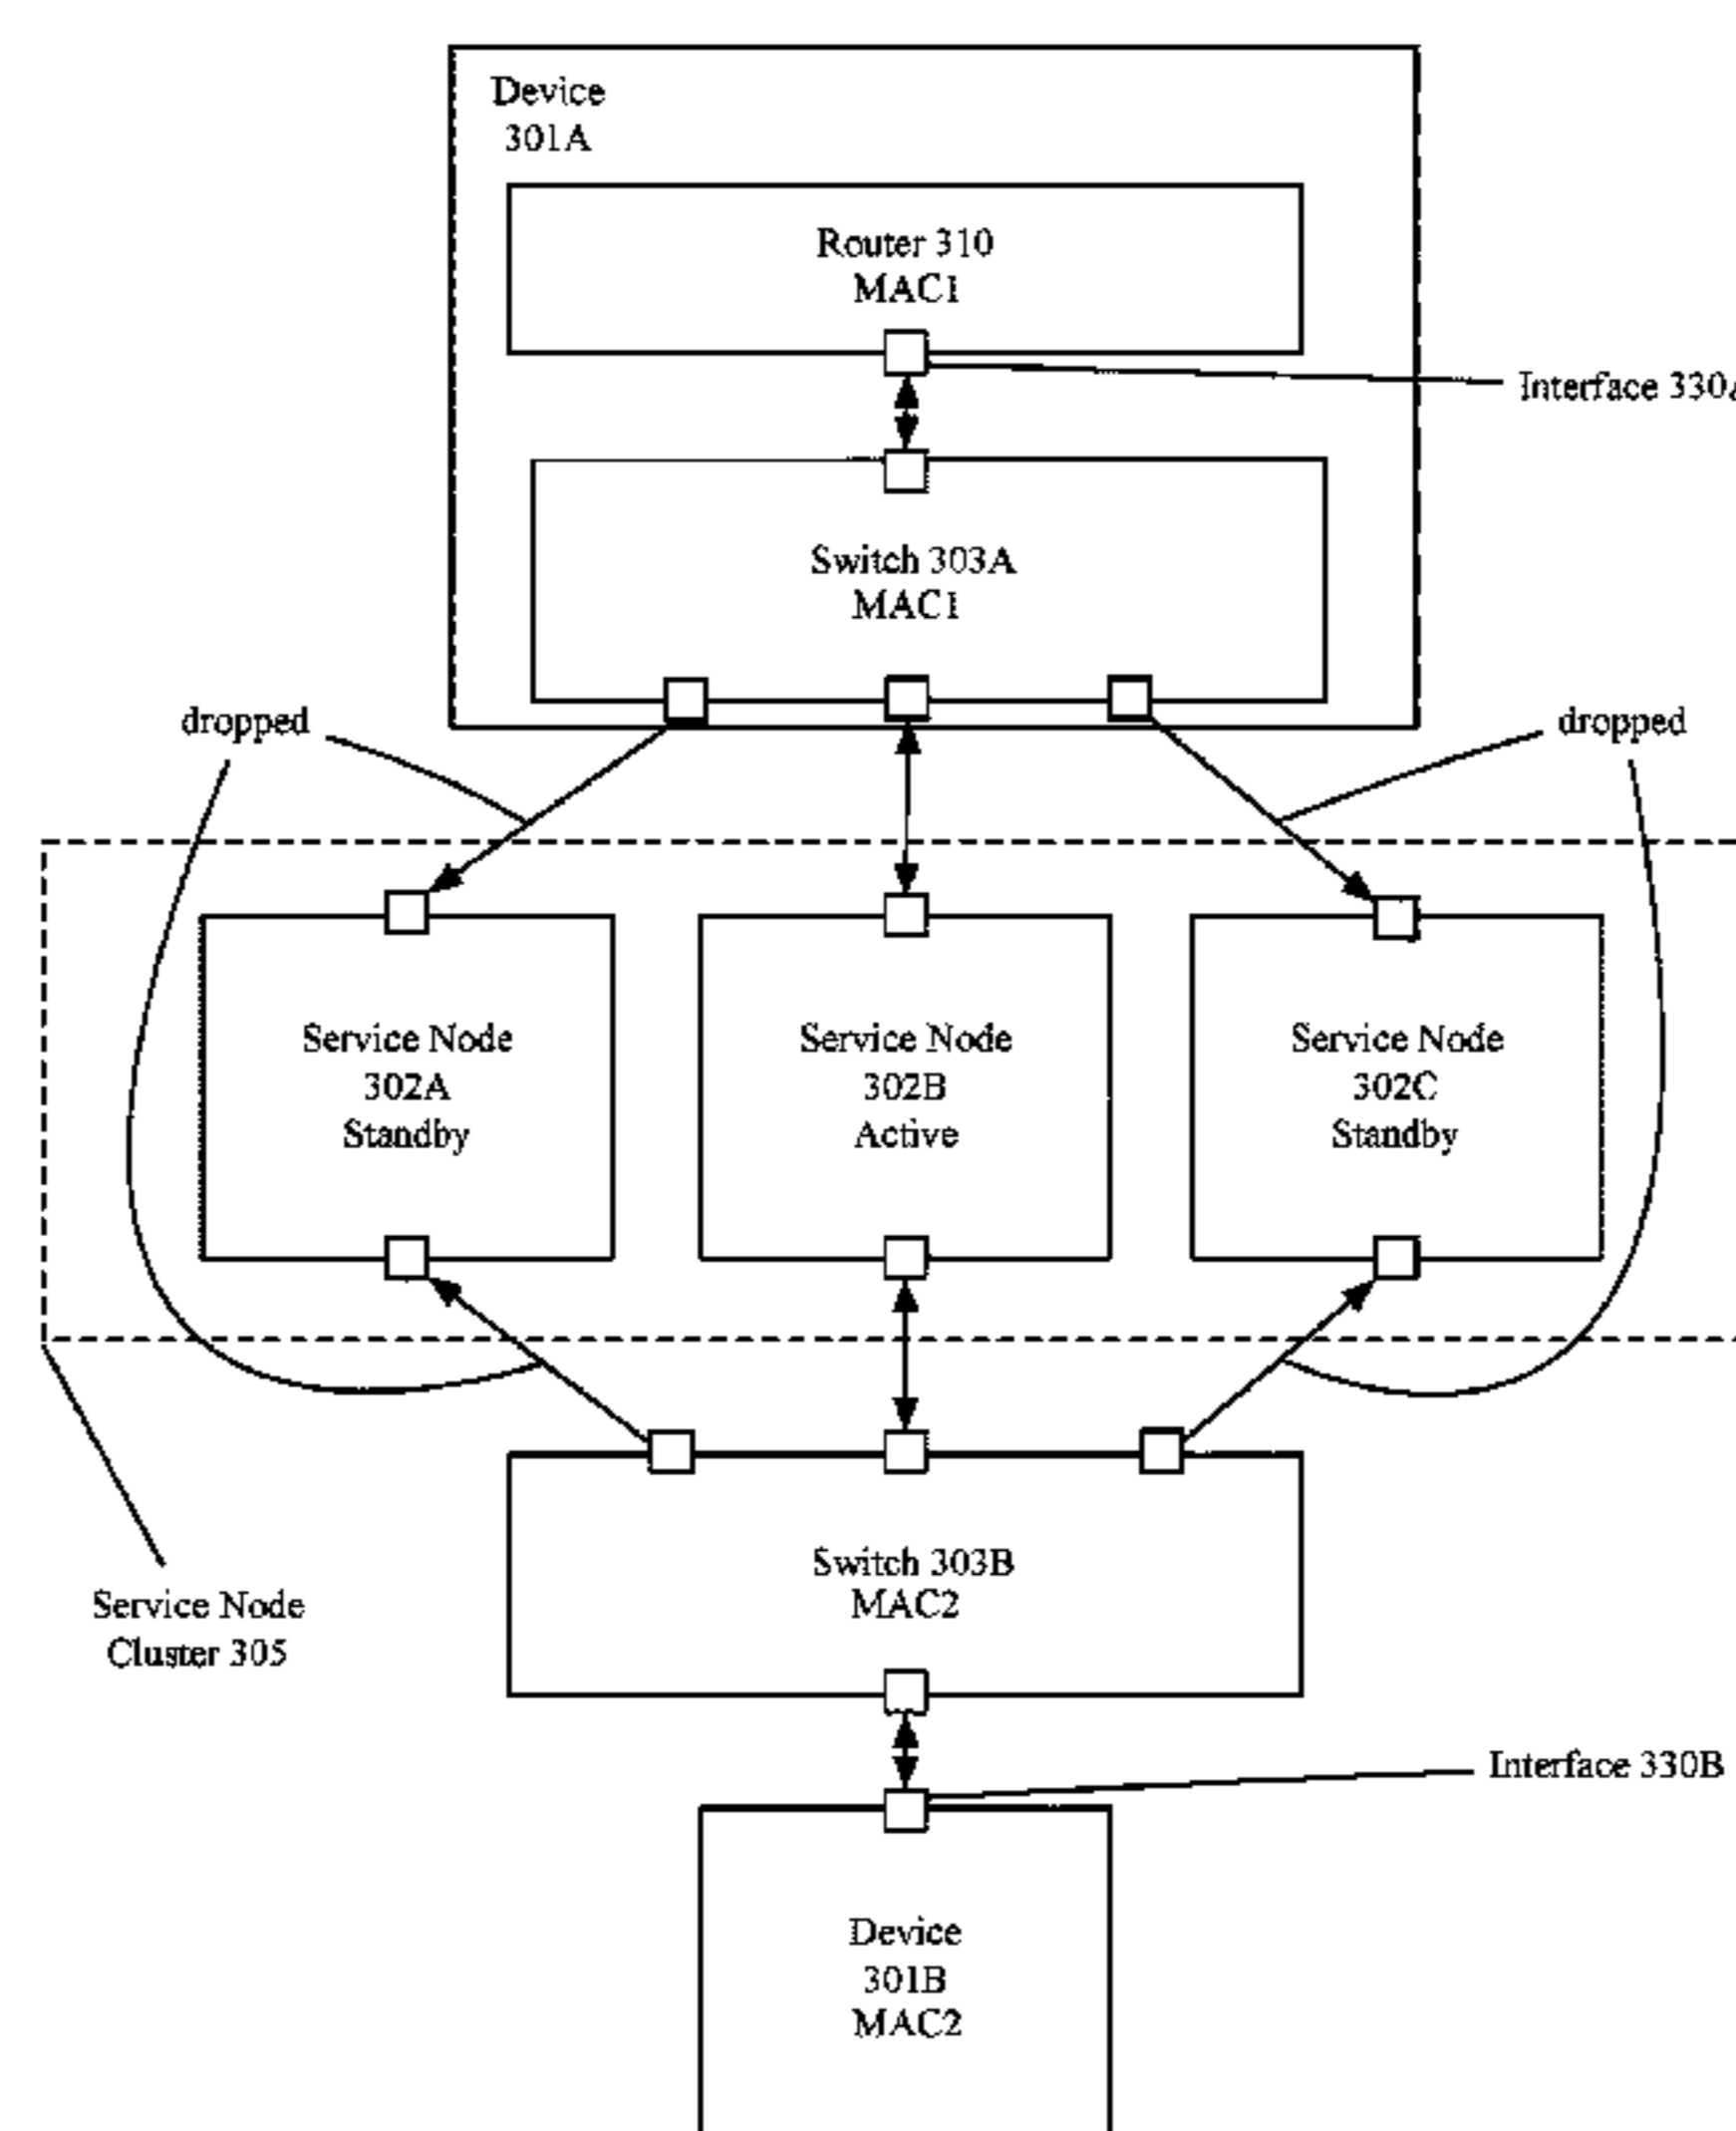 Device
301A
Router 310
MAC1
Interface 330A
Switch 303A
MAC1
dropped
dropped
Service Node
302A
Standby
Service Node
302B
Active
Service Node
302C
Standby
Switch 303B
MAC2
Service Node
Cluster 305
Interface 330B
Device
301B
MAC2